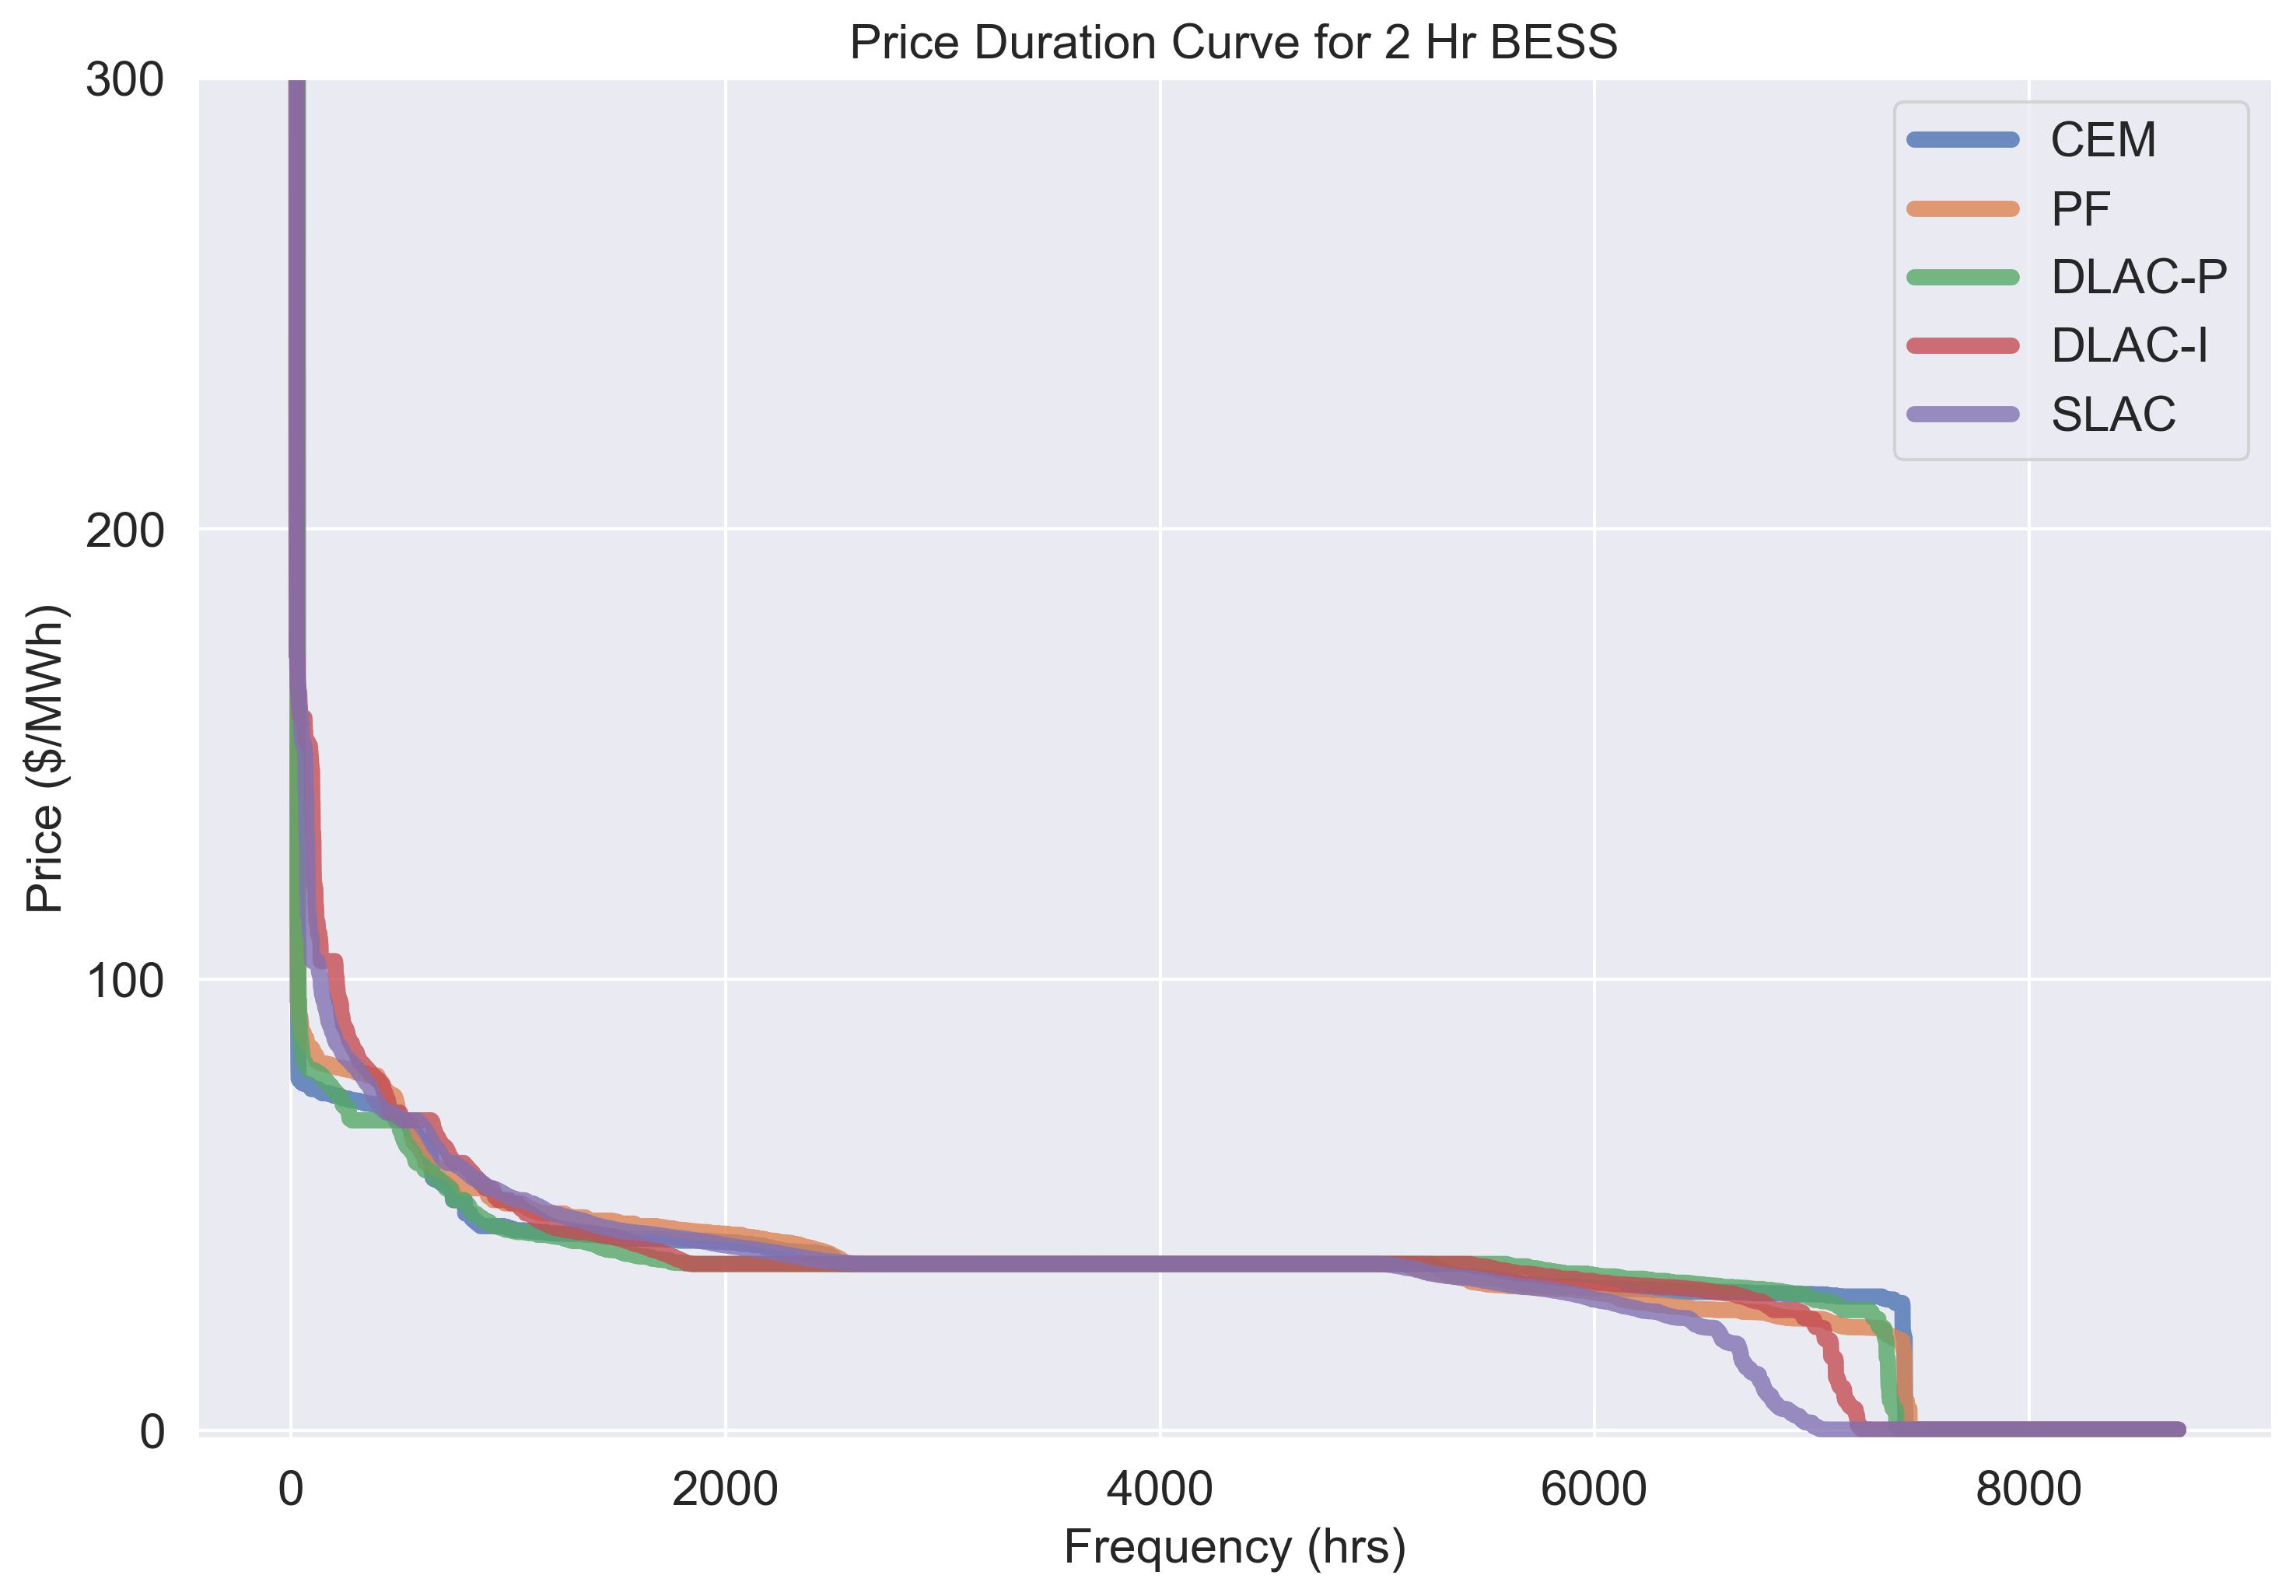 Price Duration Curve for 2 Hr BESS
300
200
100
0
Price ($/MWh)
CEM
PF
DLAC-P
DLAC-I
SLAC
0 2000 4000 6000 8000
Frequency (hrs)